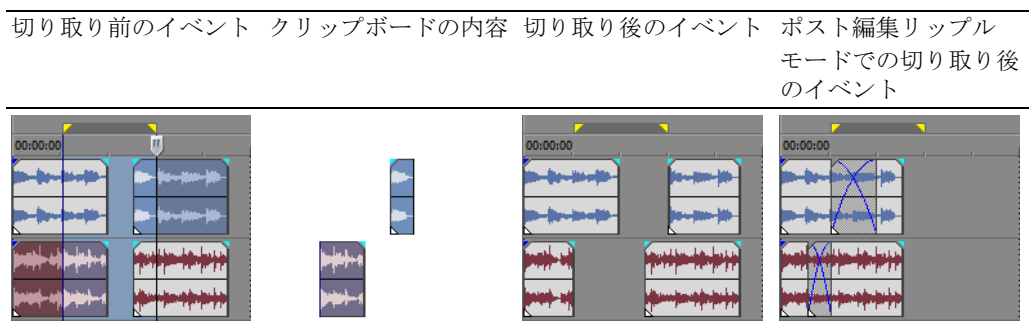 切り取り前のイベント クリップボードの内容 切り取り後のイベント ポスト編集リップル
モードでの切り取り後
のイベント
00:00:00 00:00:00 00:00:00